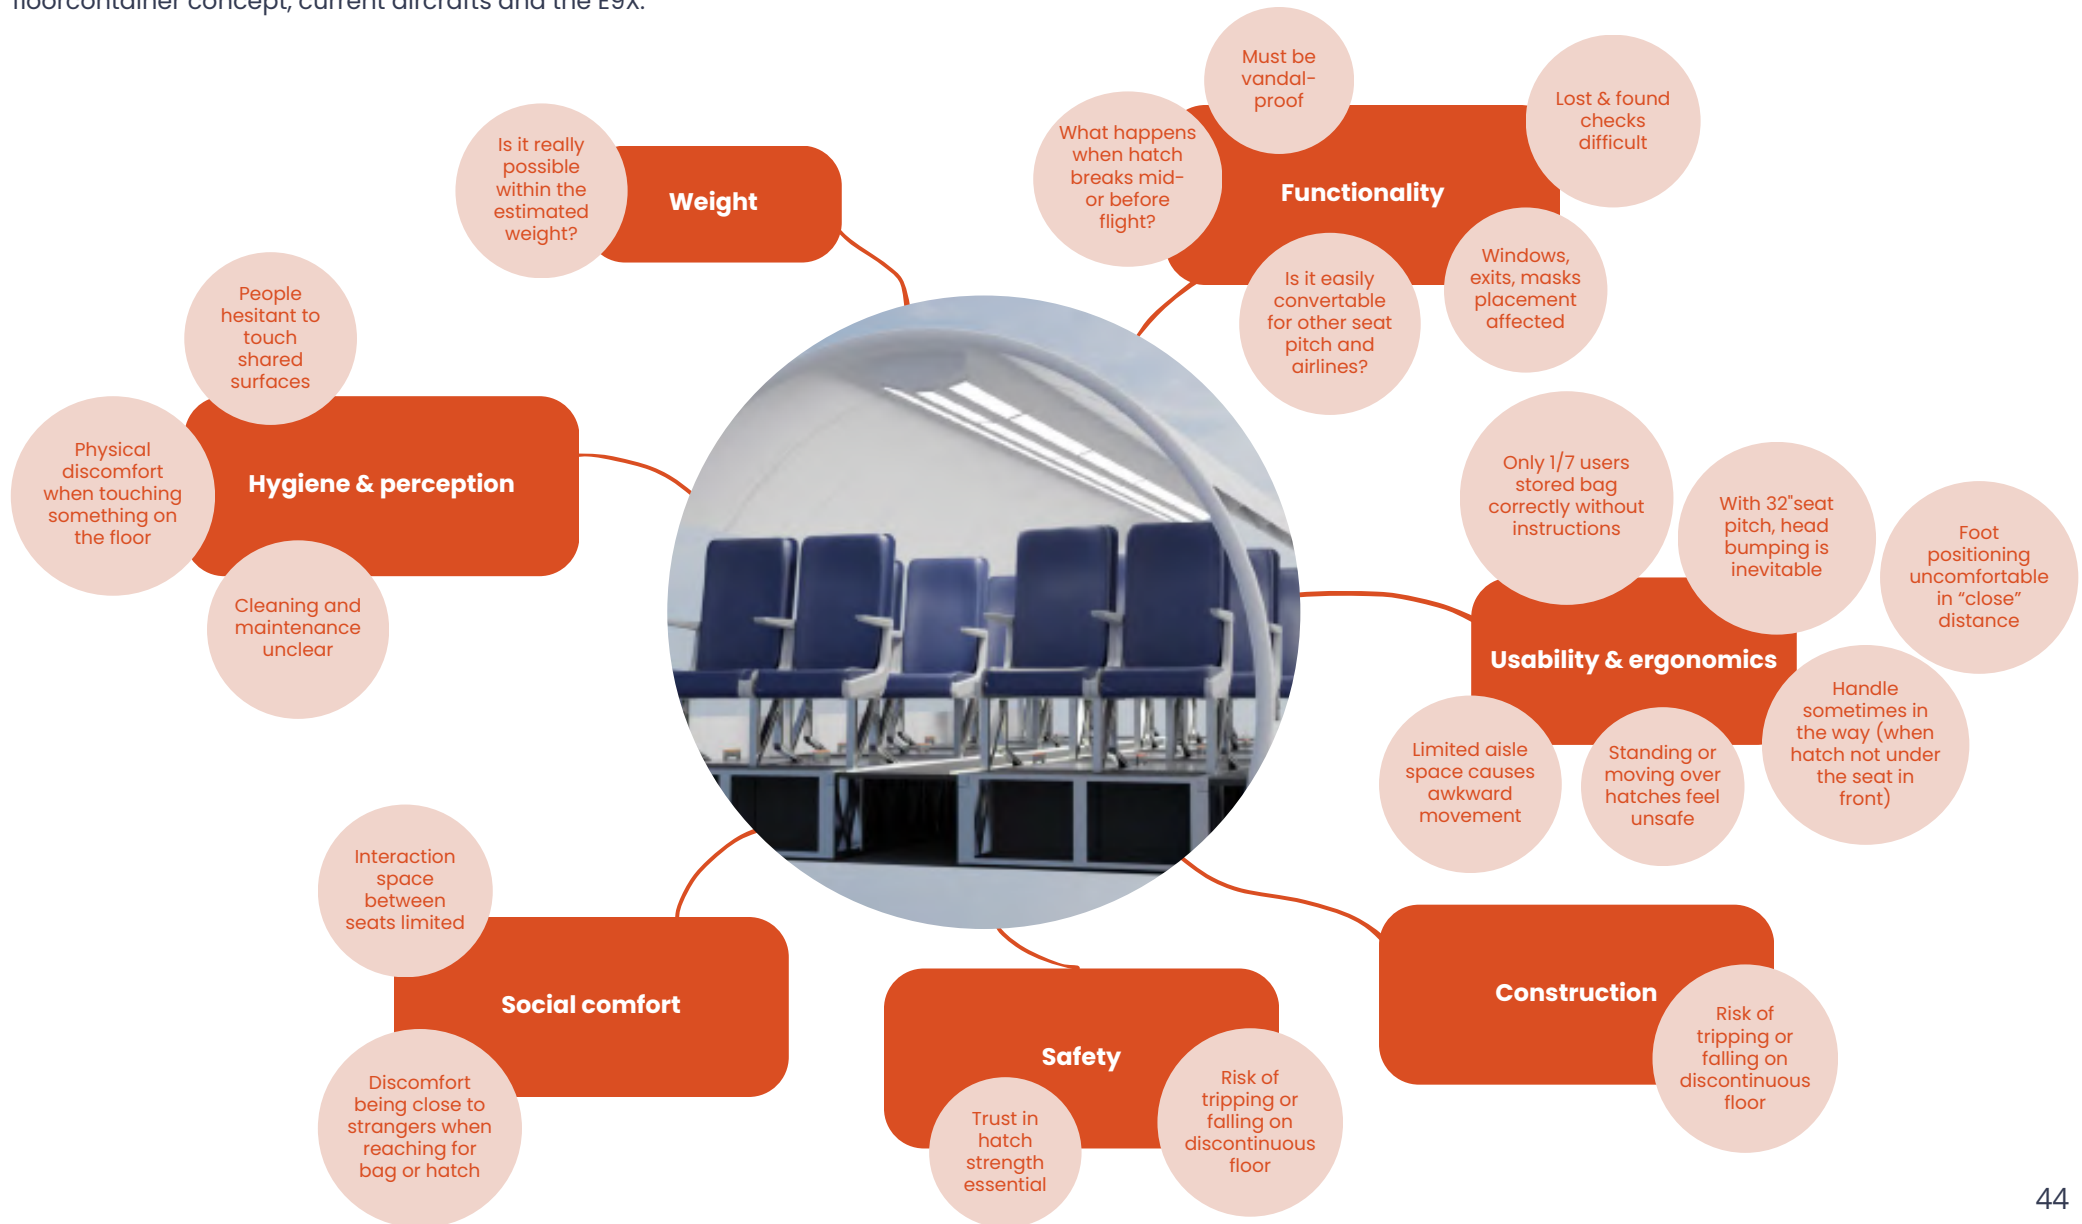 floorcontainer concept, current aircrafts and the E9X.
Is it really
possible
within the
estimated
weight?
Weight
Must be
vandal-
proof
What happens
when hatch
breaks mid-
or before
flight?
Lost & found
checks
difficult
Functionality
Is it easily
convertable
for other seat
pitch and
airlines?
Windows,
exits, masks
placement
affected
People
hesitant to
touch
shared
surfaces
Physical
discomfort
when touching
something on
the floor
Hygiene & perception
Cleaning and
maintenance
unclear
Only 1/7 users
stored bag
correctly without
instructions
With 32"seat
pitch, head
bumping is
inevitable
Foot
positioning
uncomfortable
in “close”
distance
Usability & ergonomics
Limited aisle
space causes
awkward
movement
Standing or
moving over
hatches feel
unsafe
Handle
sometimes in
the way (when
hatch not under
the seat in
front)
Interaction
space
between
seats limited
Social comfort
Discomfort
being close to
strangers when
reaching for
bag or hatch
Safety
Trust in
hatch
strength
essential
Risk of
tripping or
falling on
discontinuous
floor
Construction
Risk of
tripping or
falling on
discontinuous
floor
44